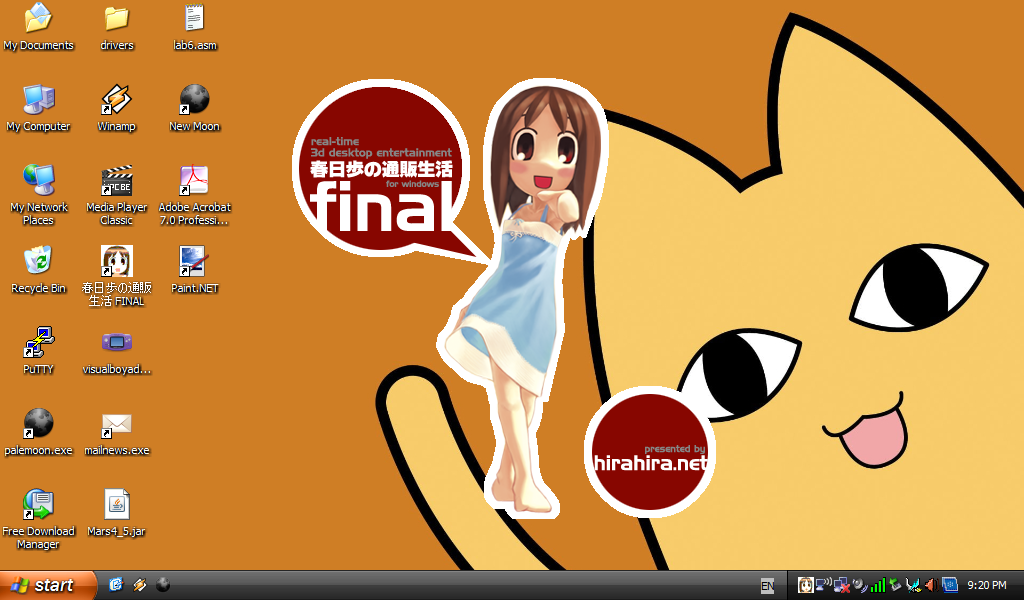 My Documents
drivers
lab6.asm
My Computer
Winamp
New Moon
My Network
Places
Media Player
Classic
Adobe Acrobat
7.0 Professi...
Recycle Bin
春日歩の通販
生活 FINAL
Paint.NET
PuTTY
visualboyad...
palemoon.exe
mailnews.exe
Free Download
Manager
Mars4_5.jar
real-time
3d desktop entertainment
春日歩の通販生活
for windows
final
presented by
hirahira.net
start
EN
9:20 PM